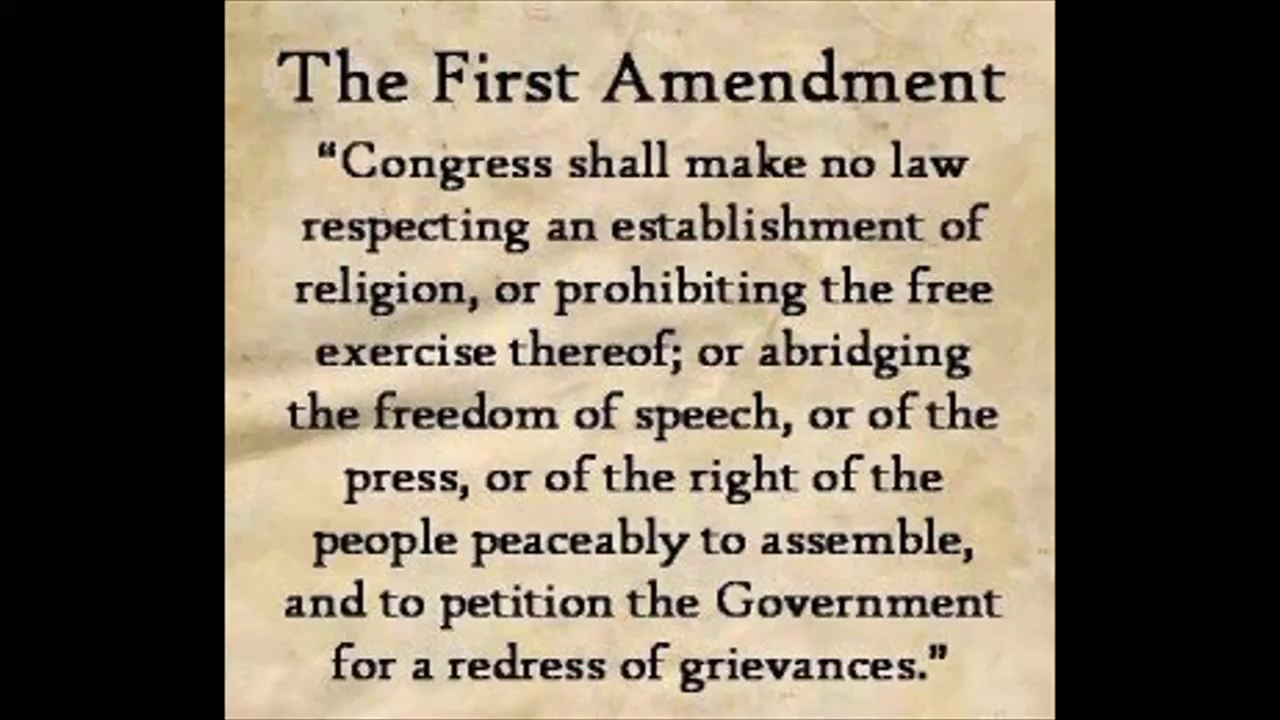 The First Amendment
“Congress shall make no law
respecting an establishment of
religion, or prohibiting the free
exercise thereof; or abridging
the freedom of speech, or of the
press, or of the right of the
people peaceably to assemble,
and to petition the Government
for a redress of grievances.”